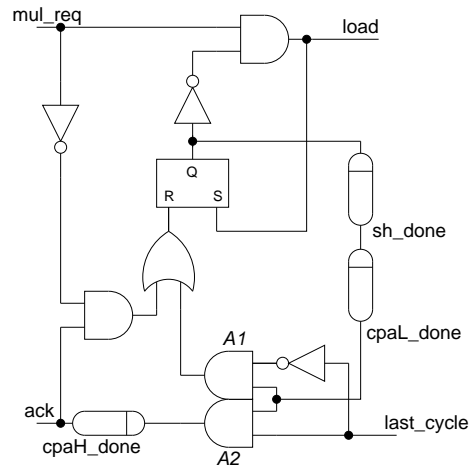 mul_req
load
Q
R S
sh_done
cpaL_done
A1
ack
last_cycle
cpaH_done
A2